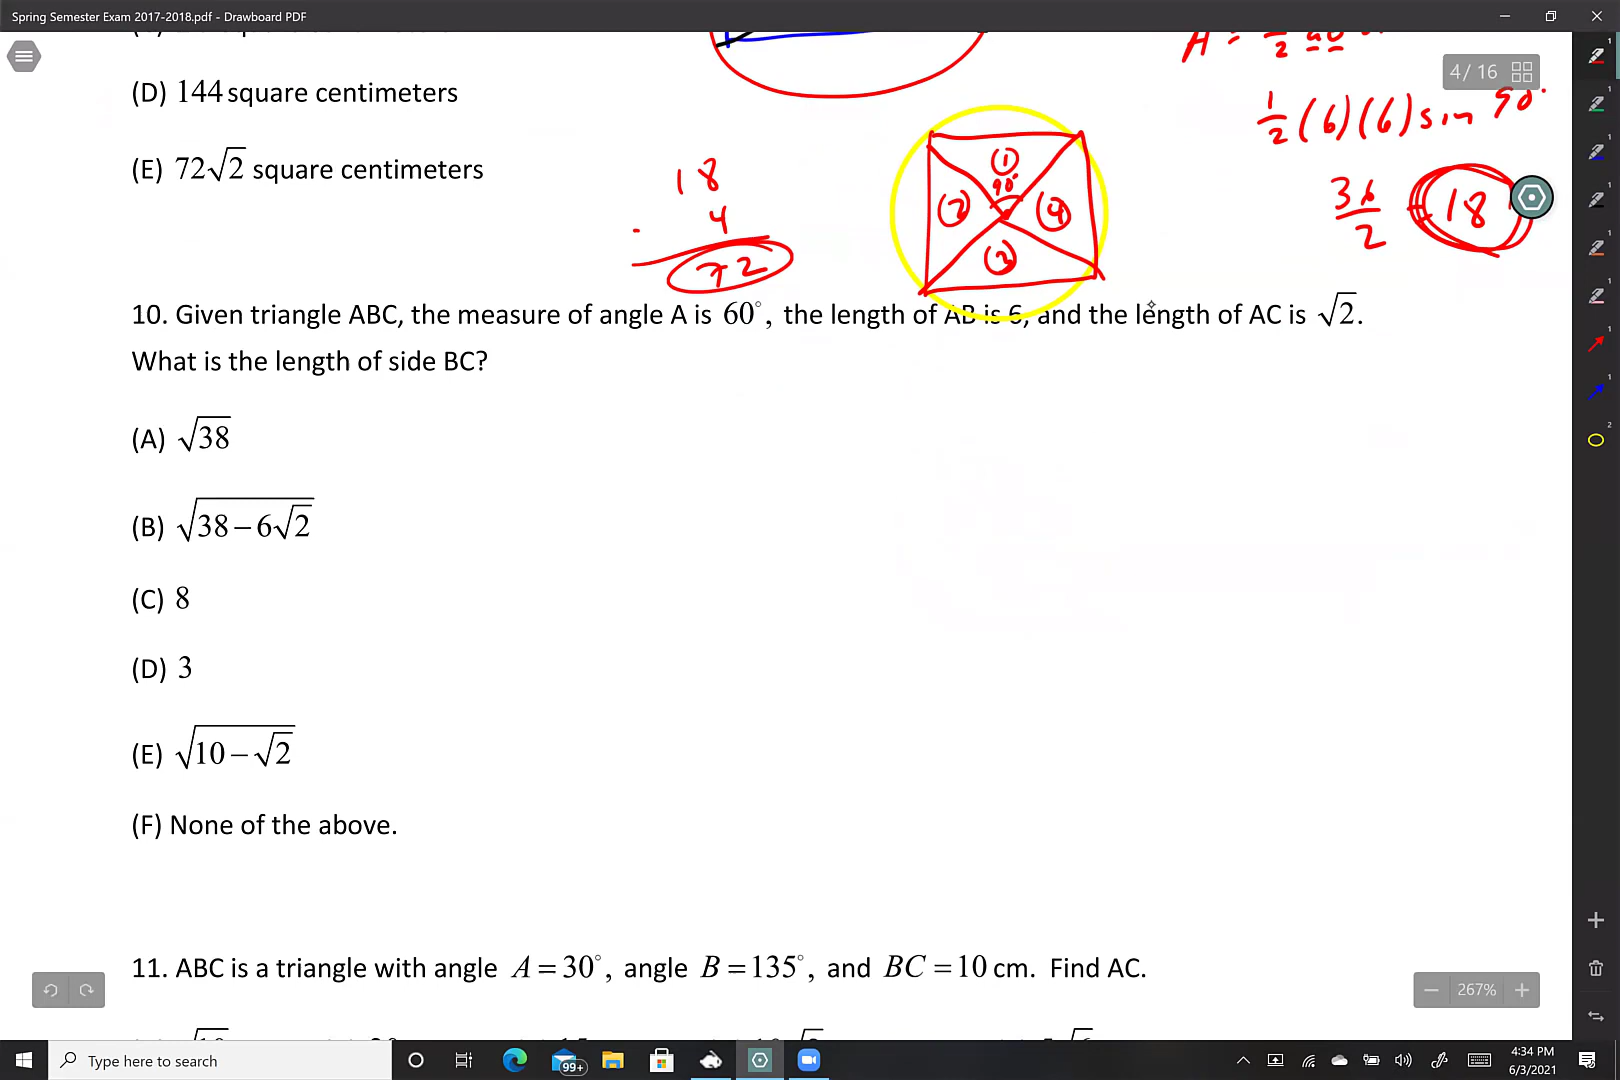 Spring Semester Exam 2017-2018.pdf - Drawboard PDF
4 / 16
(D) 144 square centimeters
(E) 72√2 square centimeters
18
4
72
1
90°
2
4
3
A =
1/2 (6)(6) sin 90°
36/2 = 18
10. Given triangle ABC, the measure of angle A is 60°, the length of AB is 6, and the length of AC is √2.
What is the length of side BC?
(A) √38
(B) √(38 – 6√2)
(C) 8
(D) 3
(E) √(10 – √2)
(F) None of the above.
11. ABC is a triangle with angle A = 30°, angle B = 135°, and BC = 10 cm. Find AC.
267%
Type here to search
99+
4:34 PM
6/3/2021